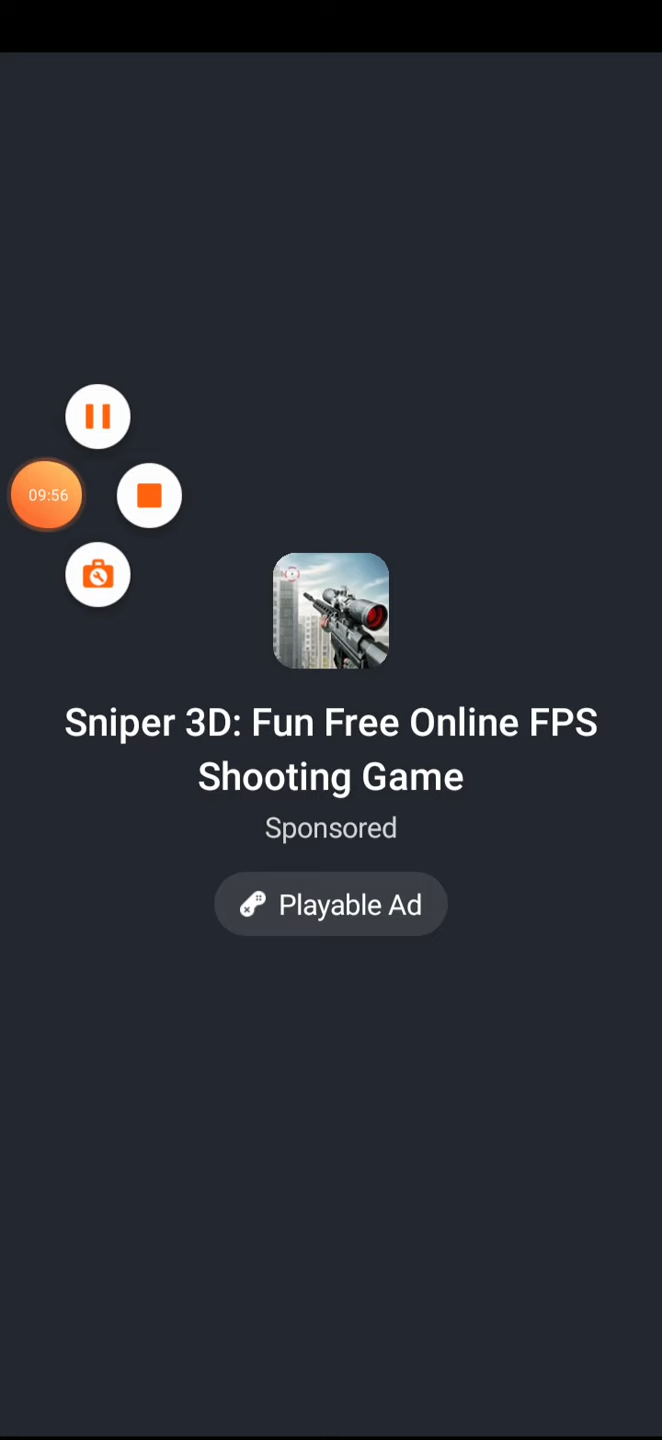 09:56
Sniper 3D: Fun Free Online FPS
Shooting Game
Sponsored
Playable Ad